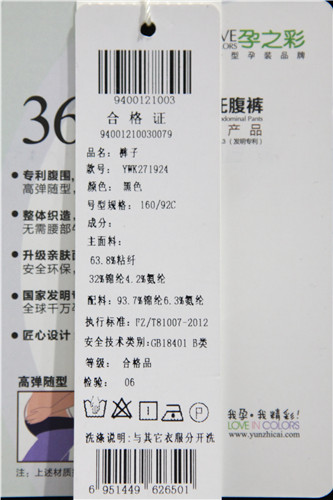 9400121003
合格证
94001210030079
品名：裤子
款号：YWK271924
颜色：黑色
号型规格：160/92C
成分：
主面料：
63.8%粘纤
32%锦纶4.2%氨纶
配料：93.7%锦纶6.3%氨纶
执行标准：FZ/T81007-2012
安全技术类别:GB18401 B类
等级：合格品
检验：06
洗涤说明：与其它衣服分开洗
6 951449 626501
36
专利腹围，
高弹随型，
整体织造，
无需腰部
升级亲肤面
安全环保，
国家发明专
全球千万
匠心设计
高弹随型
注：上述材质
孕之彩
型孕装品牌
托腹裤
dominal Pants
产品
（发明专利）
我孕·我精彩!
LOVE IN COLORS
www.yunzhicai.com